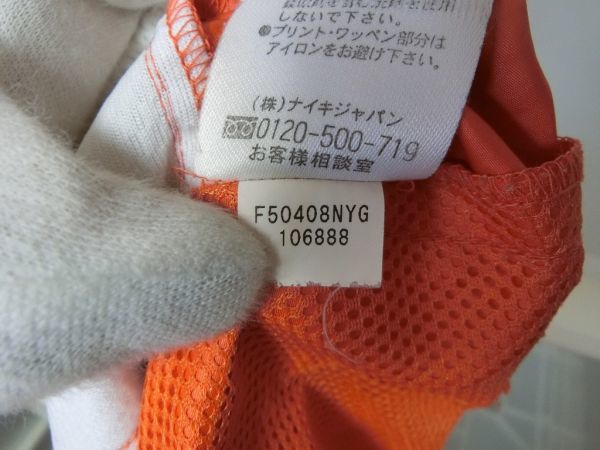 しないで下さい。
●プリント・ワッペン部分は
アイロンをお避け下さい。
(株)ナイキジャパン
0120-500-719
お客様相談室
F50408NYG
106888